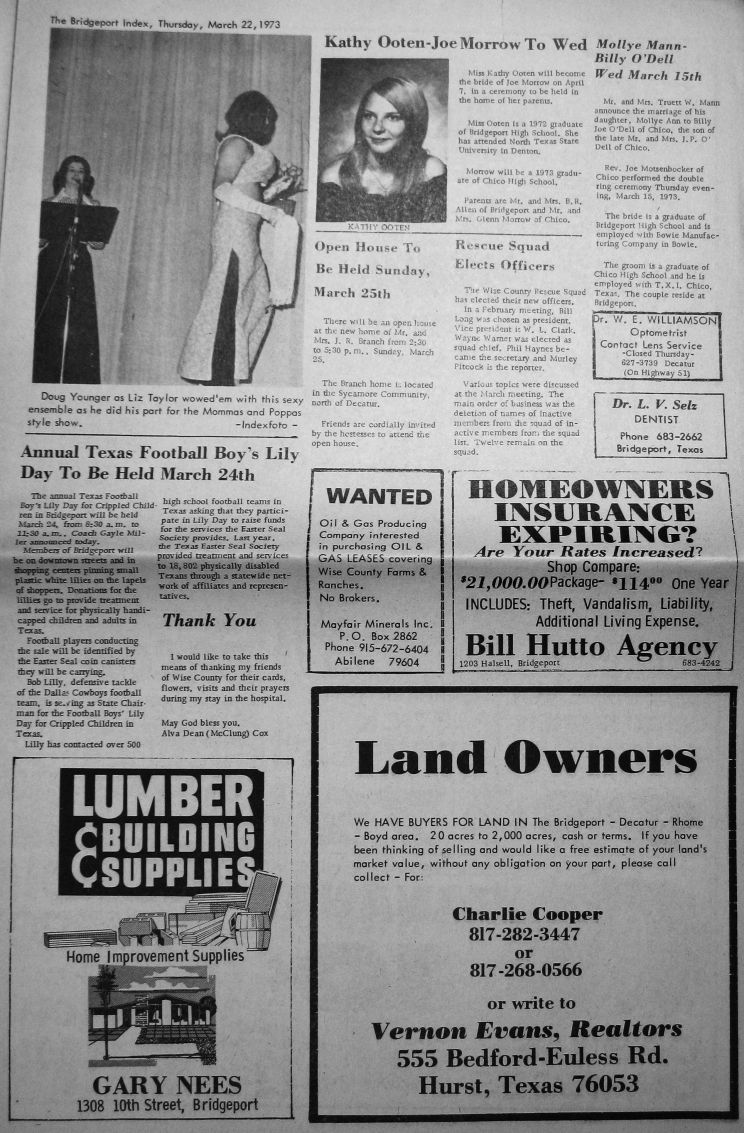 The Bridgeport Index, Thursday, March 22, 1973
Doug Younger as Liz Taylor wowed'em with this sexy
ensemble as he did his part for the Mommas and Poppas
style show.
-Indexfoto -
Kathy Ooten-Joe Morrow To Wed
KATHY OOTEN
Miss Kathy Ooten will become
the bride of Joe Morrow on April
7, in a ceremony to be held in
the home of her parents.
Miss Ooten is a 1972 graduate
of Bridgeport High School. She
has attended North Texas State
University in Denton.
Morrow will be a 1973 gradu-
ate of Chico High School.
Parents are Mr. and Mrs. B.R.
Allen of Bridgeport and Mr. and
Mrs. Glenn Morrow of Chico.
Mollye Mann-
Billy O'Dell
Wed March 15th
Mr. and Mrs. Truett W. Mann
announce the marriage of his
daughter, Mollye Ann to Billy
Joe O'Dell of Chico, the son of
the late Mr. and Mrs. J.P. O'
Dell of Chico.
Rev. Joe Motsenbocker of
Chico performed the double
ring ceremony Thursday even-
ing, March 15, 1973.
The bride is a graduate of
Bridgeport High School and is
employed with Bowie Manufac-
turing Company in Bowie.
The groom is a graduate of
Chico High School and he is
employed with T.X.I. Chico,
Texas. The couple reside at
Bridgeport.
Open House To
Be Held Sunday,
March 25th
There will be an open house
at the new home of Mr. and
Mrs. J. R. Branch from 2:30
to 5:30 p.m. Sunday, March
25.
The Branch home is located
in the Sycamore Community,
north of Decatur.
Friends are cordially invited
by the hostesses to attend the
open house.
Rescue Squad
Elects Officers
The Wise County Rescue Squad
has elected their new officers.
In a February meeting, Bill
Long was chosen as president.
Vice president is W. L. Clark.
Wayne Warner was elected as
squad chief. Phil Haynes be-
came the secretary and Murley
Pitcock is the reporter.
Various topics were discussed
at the March meeting. The
main order of business was the
deletion of names of inactive
members from the squad of in-
active members from the squad
list. Twelve remain on the
squad.
Dr. W. E. WILLIAMSON
Optometrist
Contact Lens Service
-Closed Thursday-
627-3739 Decatur
(On Highway 51)
Dr. L. V. Selz
DENTIST
Phone 683-2662
Bridgeport, Texas
Annual Texas Football Boy's Lily
Day To Be Held March 24th
The annual Texas Football
Boy's Lily Day for Crippled Child-
ren in Bridgeport will be held
March 24, from 8:30 a.m. to
11:30 a.m., Coach Gayle Mil-
ler announced today.
Members of Bridgeport will
be on downtown streets and in
shopping centers pinning small
plastic white lilies on the lapels
of shoppers. Donations for the
lillies go to provide treatment
and service for physically handi-
capped children and adults in
Texas.
Football players conducting
the sale will be identified by
the Easter Seal coin canisters
they will be carrying.
Bob Lilly, defensive tackle
of the Dallas Cowboys football
team, is serving as State Chair-
man for the Football Boys' Lily
Day for Crippled Children in
Texas.
Lilly has contacted over 500
high school football teams in
Texas asking that they partici-
pate in Lily Day to raise funds
for the services the Easter Seal
Society provides. Last year,
the Texas Easter Seal Society
provided treatment and services
to 18,802 physically disabled
Texans through a statewide net-
work of affiliates and represen-
tatives.
Thank You
I would like to take this
means of thanking my friends
of Wise County for their cards,
flowers, visits and their prayers
during my stay in the hospital.
May God bless you.
Alva Dean (McClung) Cox
WANTED
Oil & Gas Producing
Company interested
in purchasing OIL &
GAS LEASES covering
Wise County Farms &
Ranches.
No Brokers.
Mayfair Minerals Inc.
P. O. Box 2862
Phone 915-672-6404
Abilene 79604
HOMEOWNERS
INSURANCE
EXPIRING?
Are Your Rates Increased?
Shop Compare:
$21,000.00 Package- $114.00 One Year
INCLUDES: Theft, Vandalism, Liability,
Additional Living Expense.
Bill Hutto Agency
1203 Halsell, Bridgeport 683-4242
LUMBER
& BUILDING
SUPPLIES
Home Improvement Supplies
GARY NEES
1308 10th Street, Bridgeport
Land Owners
We HAVE BUYERS FOR LAND IN The Bridgeport - Decatur - Rhome
- Boyd area. 20 acres to 2,000 acres, cash or terms. If you have
been thinking of selling and would like a free estimate of your land's
market value, without any obligation on your part, please call
collect - For:
Charlie Cooper
817-282-3447
or
817-268-0566
or write to
Vernon Evans, Realtors
555 Bedford-Euless Rd.
Hurst, Texas 76053